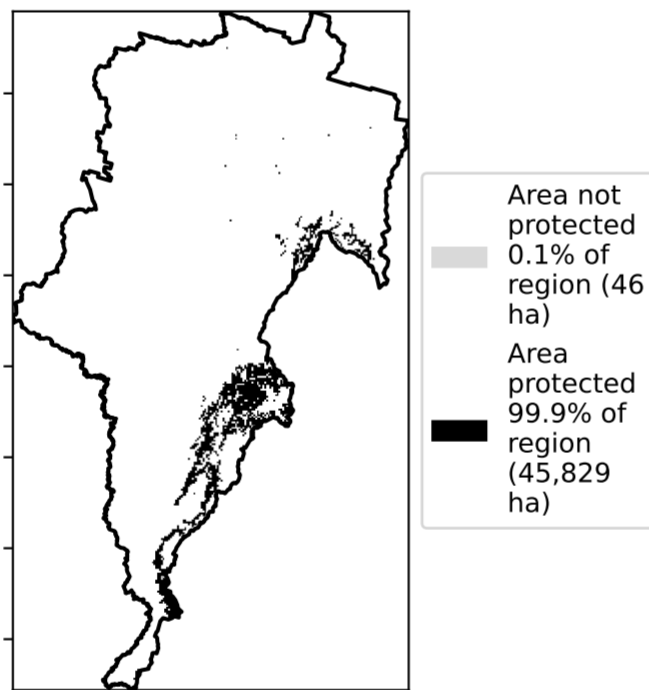 Area not
protected
0.1% of
region (46
ha)
Area
protected
99.9% of
region
(45,829
ha)